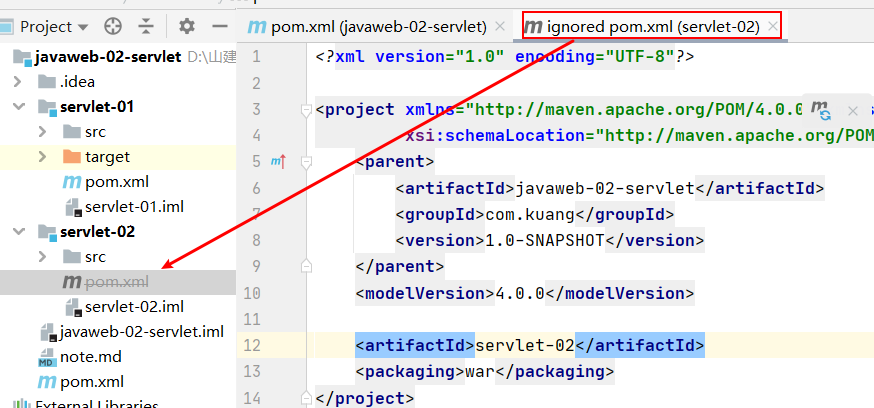 Project
pom.xml (javaweb-02-servlet)
ignored pom.xml (servlet-02)
javaweb-02-servlet D:\山建
.idea
servlet-01
src
target
pom.xml
servlet-01.iml
servlet-02
src
pom.xml
servlet-02.iml
javaweb-02-servlet.iml
note.md
pom.xml
External Libraries
1 <?xml version="1.0" encoding="UTF-8"?>
2
3 <project xmlns="http://maven.apache.org/POM/4.0.0
4 xsi:schemaLocation="http://maven.apache.org/POM
5 <parent>
6 <artifactId>javaweb-02-servlet</artifactId>
7 <groupId>com.kuang</groupId>
8 <version>1.0-SNAPSHOT</version>
9 </parent>
10 <modelVersion>4.0.0</modelVersion>
11
12 <artifactId>servlet-02</artifactId>
13 <packaging>war</packaging>
14 </project>